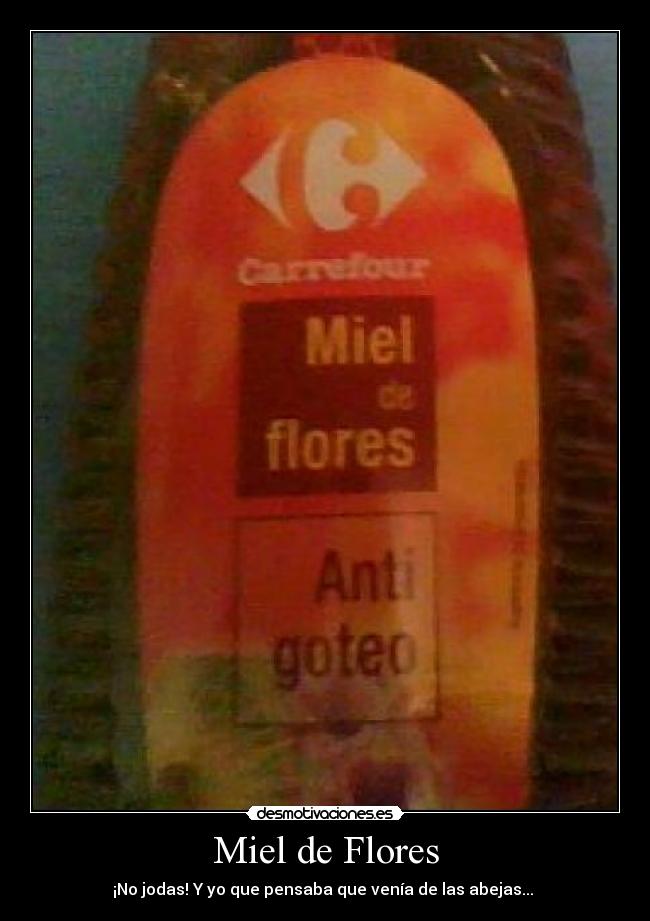 Carrefour
Miel
de
flores
Anti
goteo
desmotivaciones.es
Miel de Flores
¡No jodas! Y yo que pensaba que venía de las abejas...